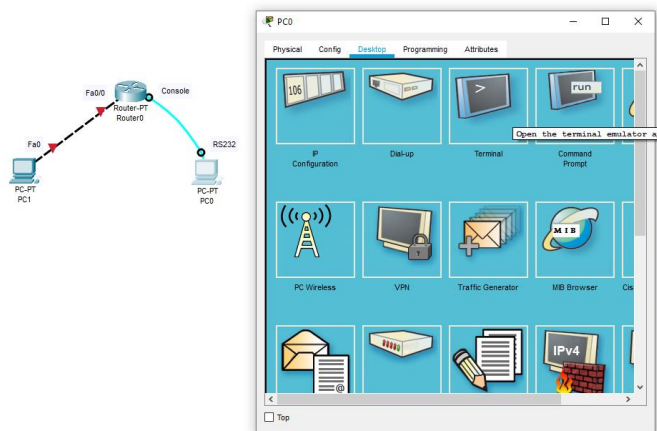 PC0
Physical Config Desktop Programming Attributes
106
>
run
Open the terminal emulator a
IP
Configuration
Dial-up
Terminal
Command
Prompt
((•))
PC Wireless
VPN
Traffic Generator
MIB
MIB Browser
Cis
@
IPv4
Top
Fa0/0
Console
Router-PT
Router0
Fa0
RS232
PC-PT
PC1
PC-PT
PC0